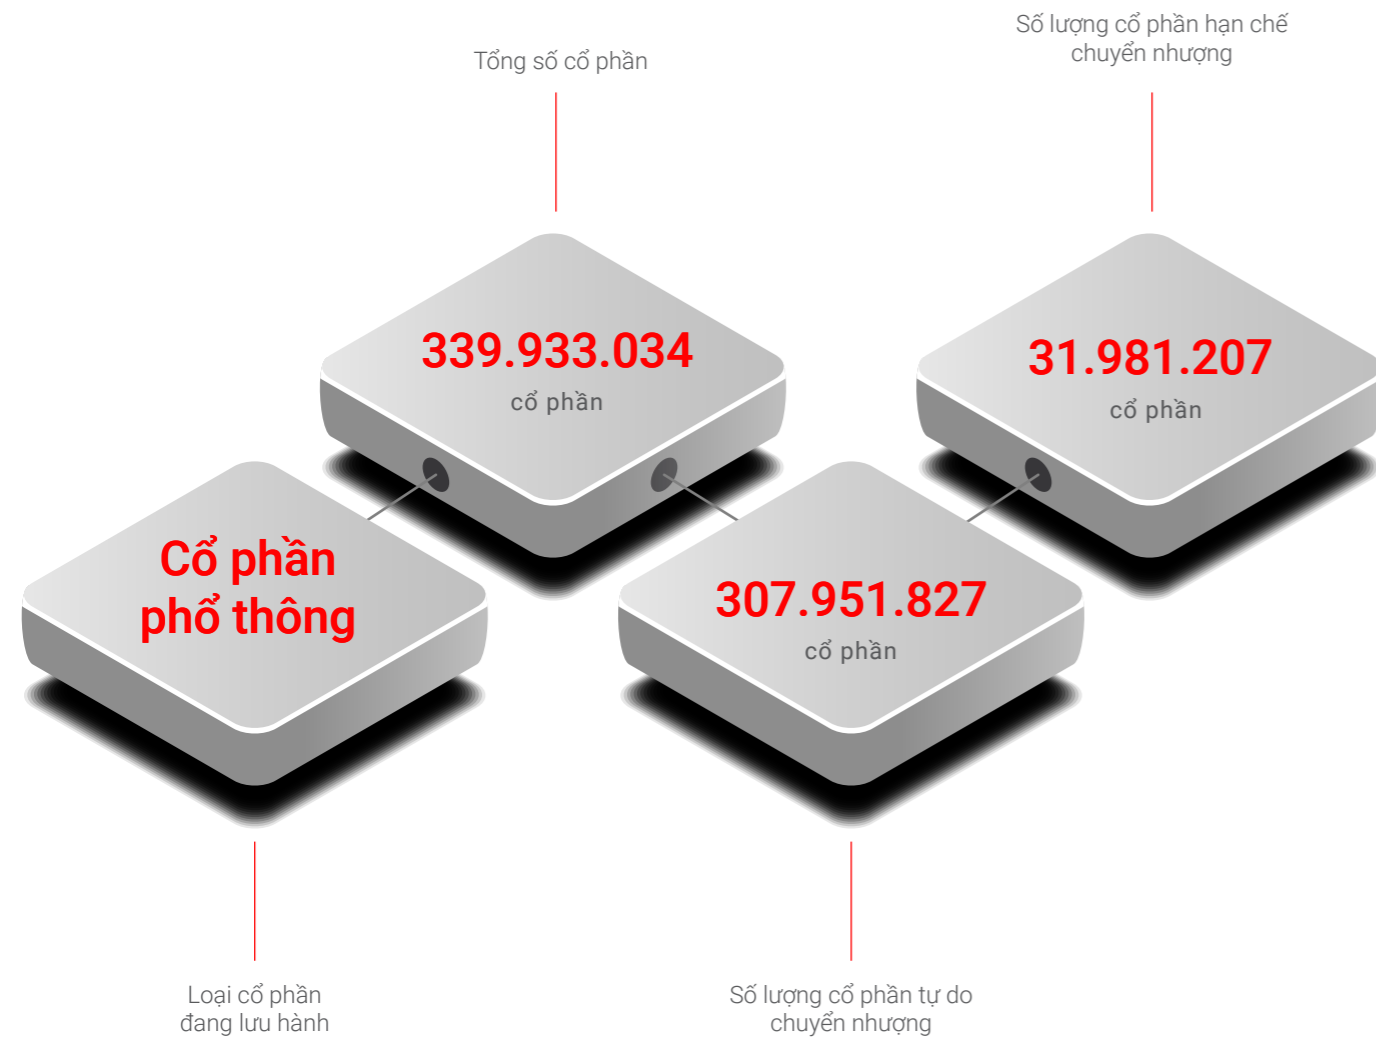 Tổng số cổ phần
Số lượng cổ phần hạn chế
chuyển nhượng
339.933.034
cổ phần
31.981.207
cổ phần
Cổ phần
phổ thông
307.951.827
cổ phần
Loại cổ phần
đang lưu hành
Số lượng cổ phần tự do
chuyển nhượng